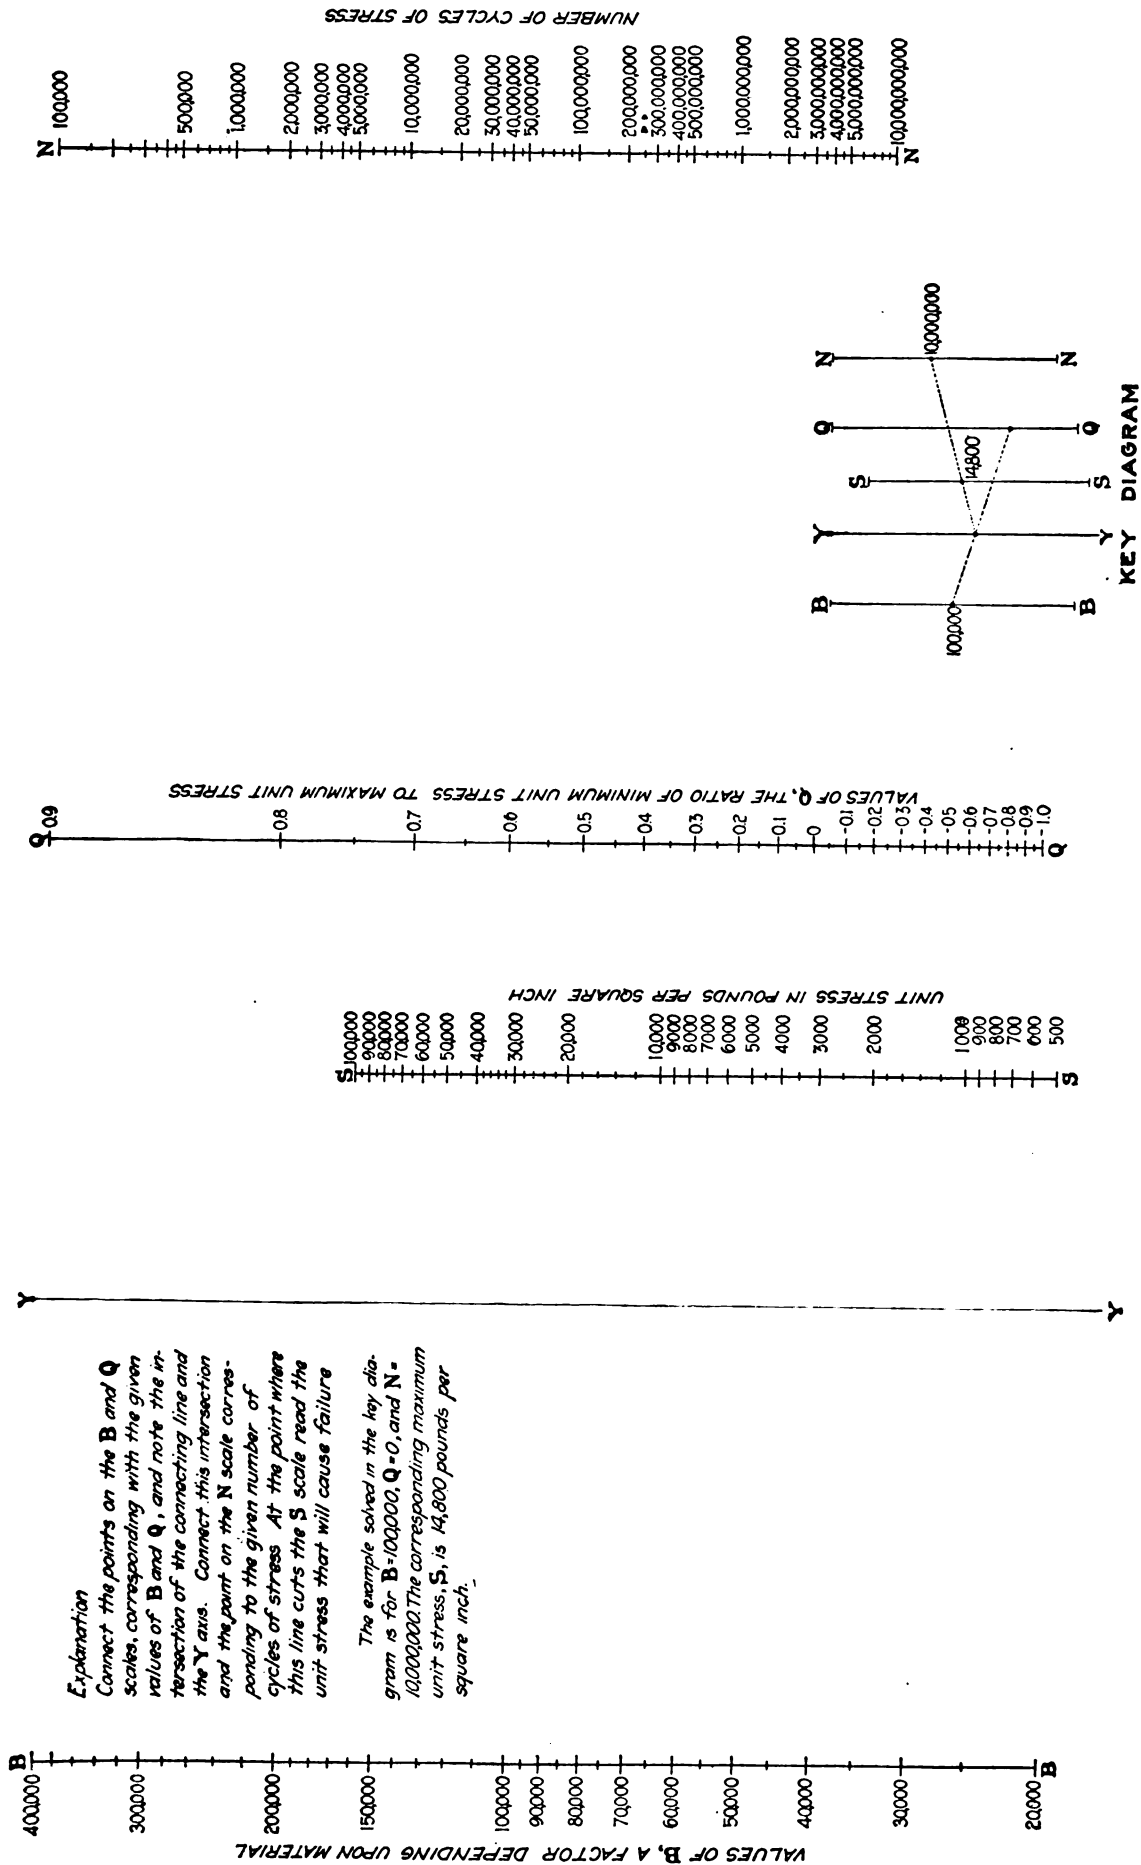 NUMBER OF CYCLES OF STRESS
N
100,000
500,000
1,000,000
2,000,000
3,000,000
4,000,000
5,000,000
10,000,000
20,000,000
30,000,000
40,000,000
50,000,000
100,000,000
200,000,000
300,000,000
400,000,000
500,000,000
1,000,000,000
2,000,000,000
3,000,000,000
4,000,000,000
5,000,000,000
10,000,000,000
N
B
Y
S
Q
N
100,000
14,800
10,000,000
B
Y
S
Q
N
KEY DIAGRAM
VALUES OF Q, THE RATIO OF MINIMUM UNIT STRESS TO MAXIMUM UNIT STRESS
Q
0.9
0.8
0.7
0.6
0.5
0.4
0.3
0.2
0.1
0
-0.1
-0.2
-0.3
-0.4
-0.5
-0.6
-0.7
-0.8
-0.9
-1.0
Q
UNIT STRESS IN POUNDS PER SQUARE INCH
S
100,000
90,000
80,000
70,000
60,000
50,000
40,000
30,000
20,000
10,000
9000
8000
7000
6000
5000
4000
3000
2000
1000
900
800
700
600
500
S
Y
Y
Explanation
Connect the points on the B and Q
scales, corresponding with the given
values of B and Q, and note the in-
tersection of the connecting line and
the Y axis. Connect this intersection
and the point on the N scale corres-
ponding to the given number of
cycles of stress At the point where
this line cuts the S scale read the
unit stress that will cause failure
The example solved in the key dia-
gram is for B=100,000, Q=0, and N=
10,000,000. The corresponding maximum
unit stress, S, is 14,800 pounds per
square inch.
B
400,000
300,000
200,000
150,000
100,000
90,000
80,000
70,000
60,000
50,000
40,000
30,000
20,000
B
VALUES OF B, A FACTOR DEPENDING UPON MATERIAL